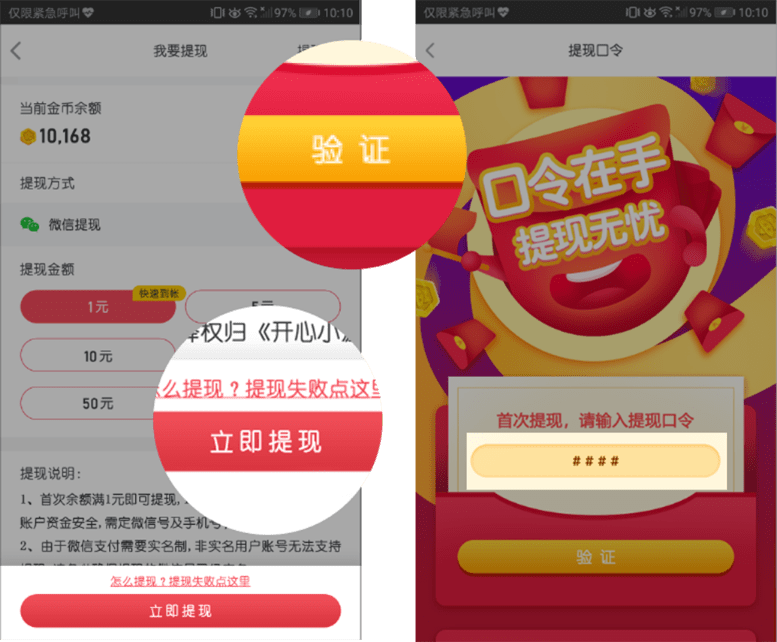 仅限紧急呼叫
97%
10:10
我要提现
提现
当前金币余额
10,168
提现方式
微信提现
提现金额
快速到账
1元
5元
10元
50元
提现说明：
1、首次余额满1元即可提现,
账户资金安全, 需定微信号及手机号
2、由于微信支付需要实名制, 非实名用户账号无法支持
怎么提现？提现失败点这里
立即提现
验证
释权归《开心小
怎么提现？提现失败点这里
立即提现
仅限紧急呼叫
97%
10:10
提现口令
口令在手
提现无忧
首次提现，请输入提现口令
####
验证